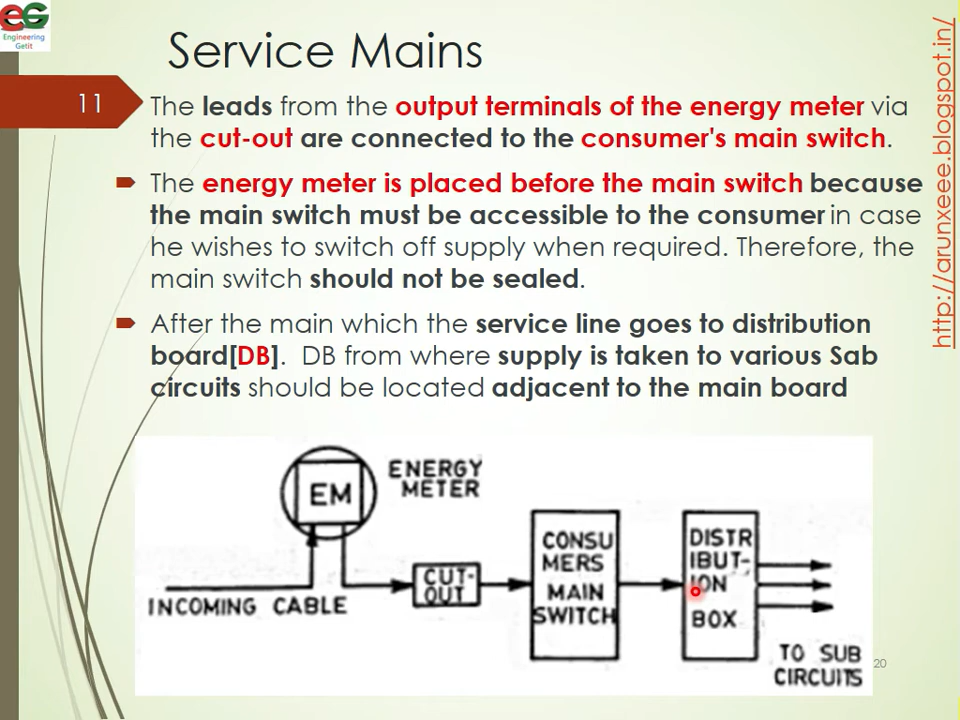 EG
Engineering
Getit
Service Mains
11
The leads from the output terminals of the energy meter via
the cut-out are connected to the consumer's main switch.
The energy meter is placed before the main switch because
the main switch must be accessible to the consumer in case
he wishes to switch off supply when required. Therefore, the
main switch should not be sealed.
After the main which the service line goes to distribution
board[DB]. DB from where supply is taken to various Sab
circuits should be located adjacent to the main board
http://arunxeee.blogspot.in/
EM
ENERGY
METER
INCOMING CABLE
CUT-
OUT
CONSU
MERS
MAIN
SWITCH
DISTR
IBUT-
ION
BOX
TO SUB
CIRCUITS
20